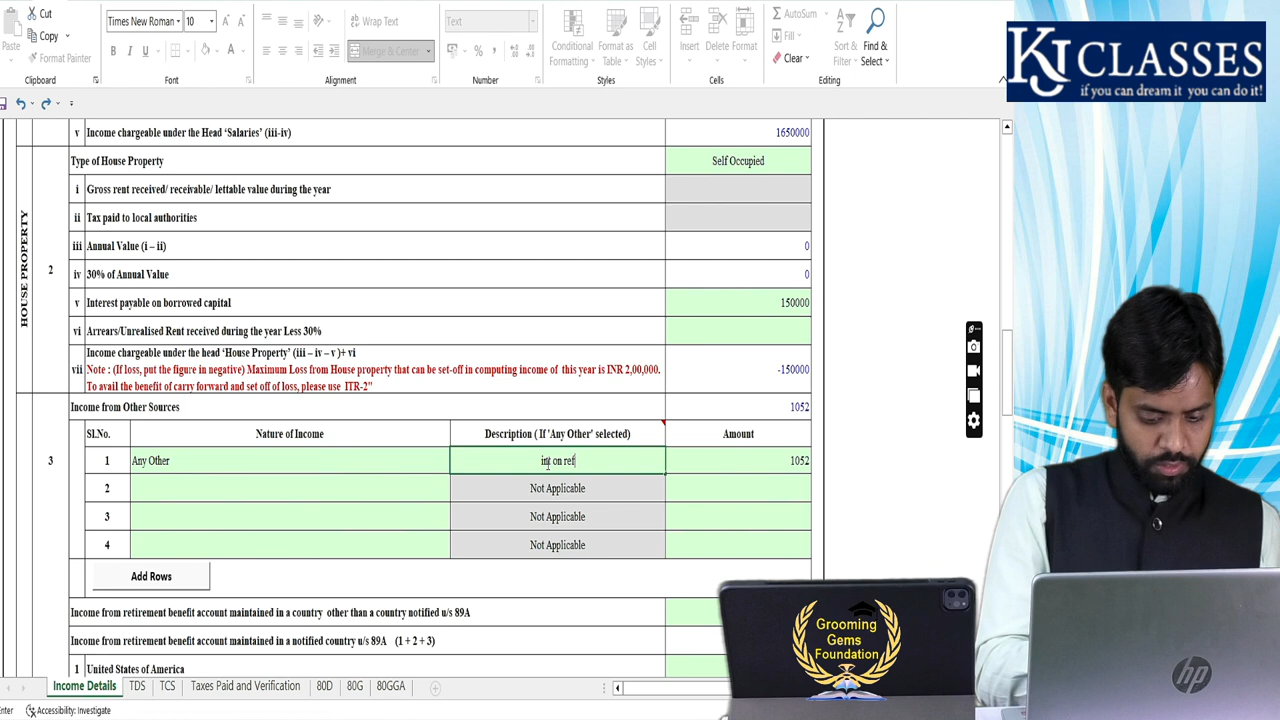 Cut
Copy
Paste
Format Painter
Clipboard
Times New Roman
10
A A
B I U
A
Font
Wrap Text
Merge & Center
Alignment
Text
%
Number
Conditional Formatting
Format as Table
Cell Styles
Styles
Insert
Delete
Format
Cells
AutoSum
Fill
Clear
Sort & Filter
Find & Select
Editing
KJ CLASSES
if you can dream it you can do it!
v Income chargeable under the Head ‘Salaries’ (iii-iv) 1650000
HOUSE PROPERTY
2
Type of House Property Self Occupied
i Gross rent received/ receivable/ lettable value during the year
ii Tax paid to local authorities
iii Annual Value (i – ii) 0
iv 30% of Annual Value 0
v Interest payable on borrowed capital 150000
vi Arrears/Unrealised Rent received during the year Less 30%
Income chargeable under the head ‘House Property’ (iii – iv – v )+ vi
vii Note : (If loss, put the figure in negative) Maximum Loss from House property that can be set-off in computing income of this year is INR 2,00,000. -150000
To avail the benefit of carry forward and set off of loss, please use ITR-2"
Income from Other Sources 1052
Sl.No. Nature of Income Description ( If 'Any Other' selected) Amount
3
1 Any Other int on ref 1052
2 Not Applicable
3 Not Applicable
4 Not Applicable
Add Rows
Income from retirement benefit account maintained in a country other than a country notified u/s 89A
Income from retirement benefit account maintained in a notified country u/s 89A (1 + 2 + 3)
1 United States of America
Income Details TDS TCS Taxes Paid and Verification 80D 80G 80GGA
Enter
Accessibility: Investigate
Grooming
Gems
Foundation
hp